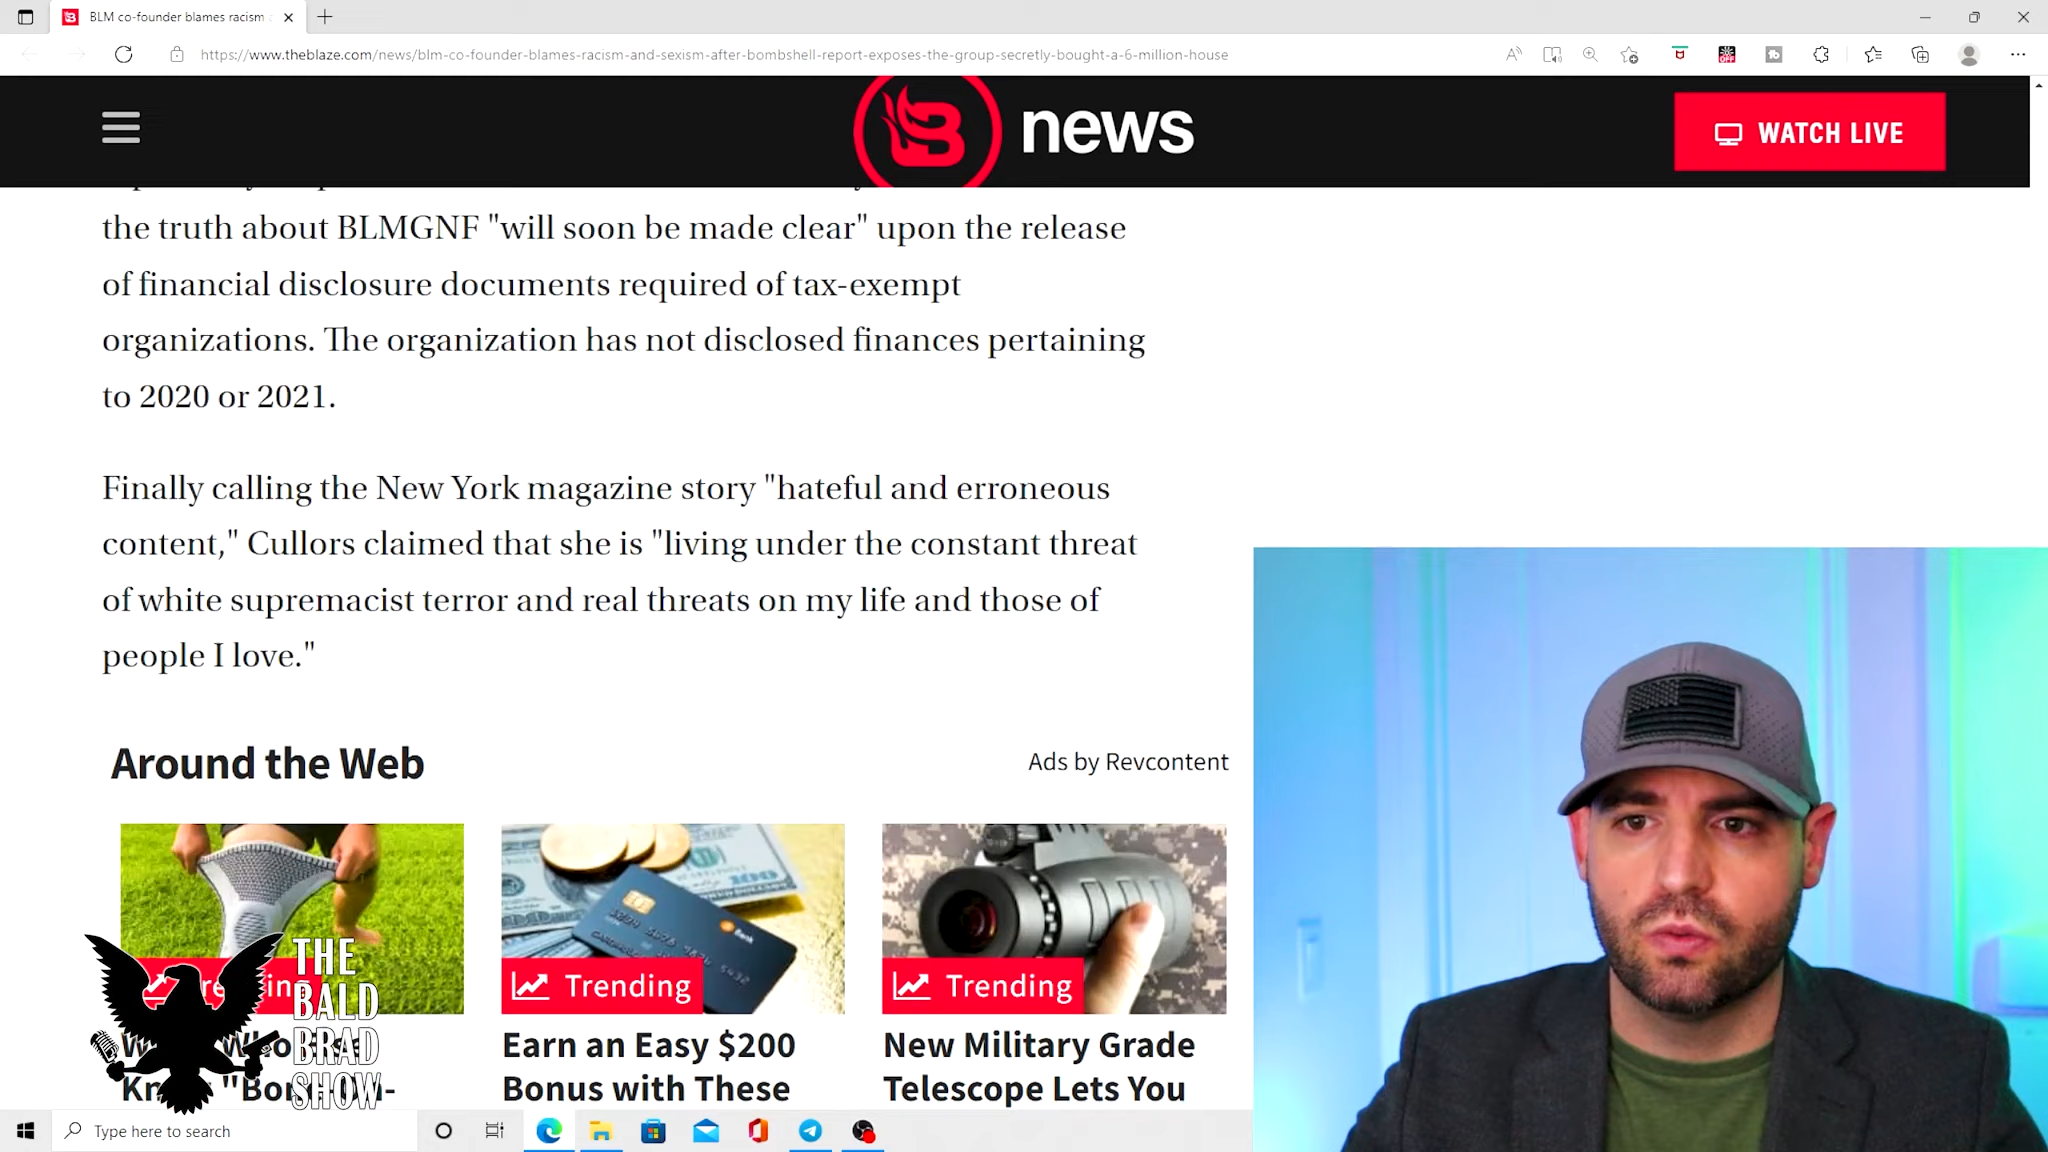 BLM co-founder blames racism
https://www.theblaze.com/news/blm-co-founder-blames-racism-and-sexism-after-bombshell-report-exposes-the-group-secretly-bought-a-6-million-house
news
WATCH LIVE
the truth about BLMGNF "will soon be made clear" upon the release
of financial disclosure documents required of tax-exempt
organizations. The organization has not disclosed finances pertaining
to 2020 or 2021.
Finally calling the New York magazine story "hateful and erroneous
content," Cullors claimed that she is "living under the constant threat
of white supremacist terror and real threats on my life and those of
people I love."
Around the Web
Ads by Revcontent
Trending
Trending
Earn an Easy $200
Bonus with These
New Military Grade
Telescope Lets You
THE
BALD
BRAD
SHOW
Type here to search